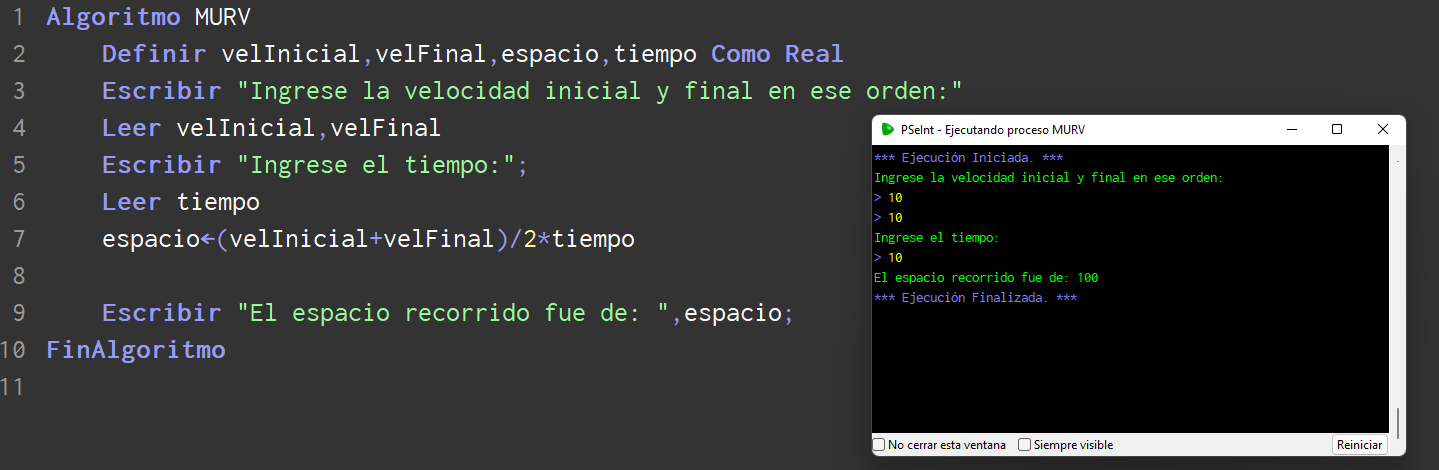 1 Algoritmo MURV
2 Definir velInicial,velFinal,espacio,tiempo Como Real
3 Escribir "Ingrese la velocidad inicial y final en ese orden:"
4 Leer velInicial,velFinal
5 Escribir "Ingrese el tiempo:";
6 Leer tiempo
7 espacio←(velInicial+velFinal)/2*tiempo
8
9 Escribir "El espacio recorrido fue de: ",espacio;
10 FinAlgoritmo
11
PSeInt - Ejecutando proceso MURV
*** Ejecución Iniciada. ***
Ingrese la velocidad inicial y final en ese orden:
> 10
> 10
Ingrese el tiempo:
> 10
El espacio recorrido fue de: 100
*** Ejecución Finalizada. ***
No cerrar esta ventana Siempre visible Reiniciar